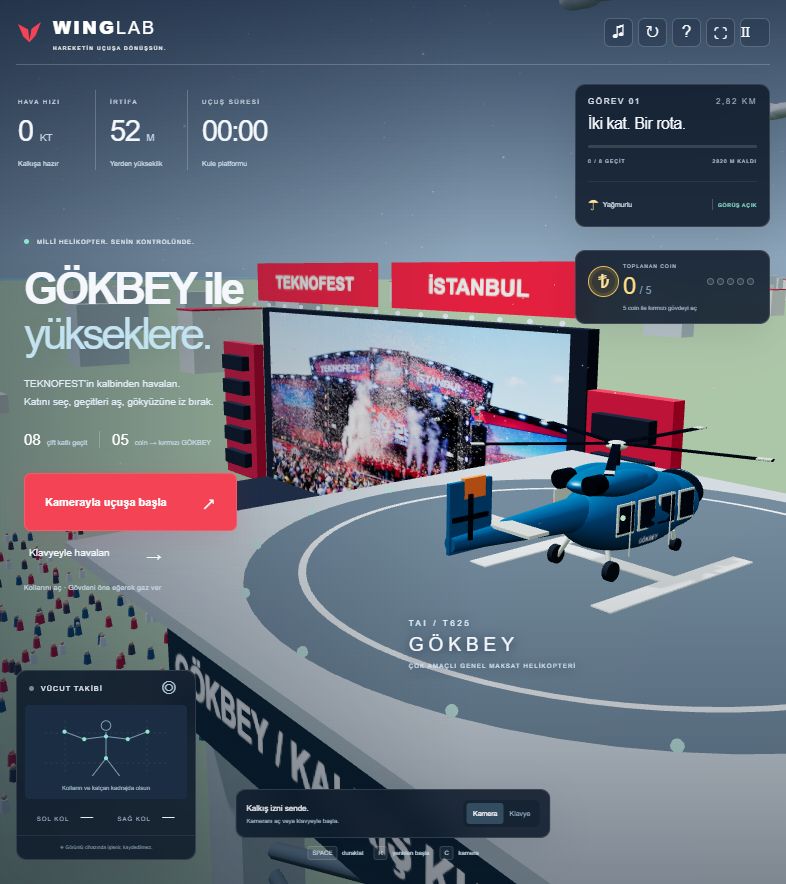 WINGLAB
HAREKETİN UÇUŞA DÖNÜŞSÜN.
HAVA HIZI
0 KT
Kalkışa hazır
İRTİFA
52 M
Yerden yükseklik
UÇUŞ SÜRESİ
00:00
Kule platformu
GÖREV 01
2,82 KM
İki kat. Bir rota.
0 / 8 GEÇİT
2820 M KALDI
Yağmurlu
GÖRÜŞ AÇIK
TOPLANAN COIN
0 / 5
5 coin ile kırmızı gövdeyi aç
MİLLİ HELİKOPTER. SENİN KONTROLÜNDE.
GÖKBEY ile
yükseklere.
TEKNOFEST'in kalbinden havalan.
Katını seç, geçitleri aş, gökyüzüne iz bırak.
08 çift katlı geçit
05 coin → kırmızı GÖKBEY
Kamerayla uçuşa başla
Klavyeyle havalan
Kollarını aç · Gövdeni öne eğerek gaz ver
TEKNOFEST
İSTANBUL
TEKNOFEST
İSTANBUL
GÖKBEY
TAI / T625
GÖKBEY
ÇOK AMAÇLI GENEL MAKSAT HELİKOPTERİ
GÖKBEY /
VÜCUT TAKİBİ
Kolların ve kalçan kadrajda olsun
SOL KOL —
SAĞ KOL —
Görüntü cihazında işlenir, kaydedilmez.
Kalkış izni sende.
Kameranı aç veya klavyeyle başla.
Kamera
Klavye
SPACE duraklat
R yeniden başla
C kamera